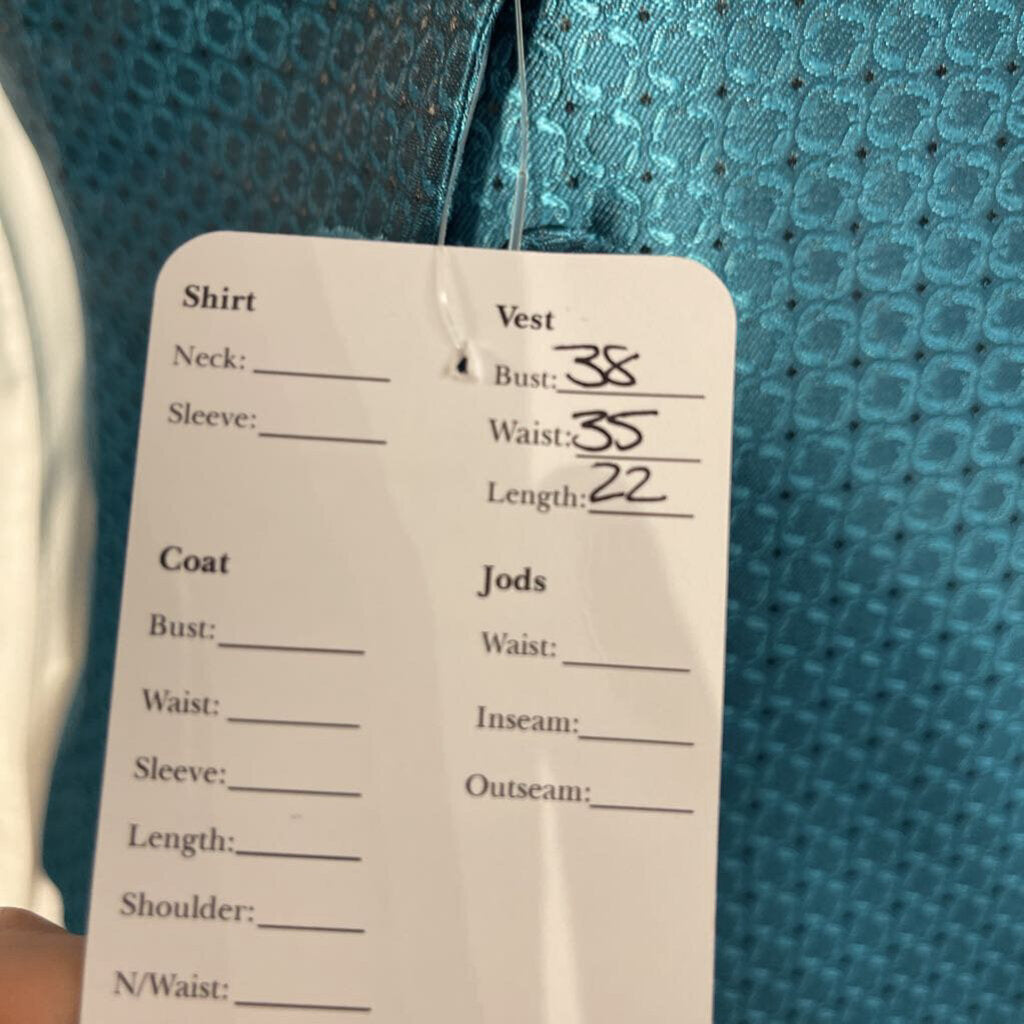 Shirt
Neck:
Sleeve:
Vest
Bust: 38
Waist: 35
Length: 22
Coat
Bust:
Waist:
Sleeve:
Length:
Shoulder:
N/Waist:
Jods
Waist:
Inseam:
Outseam: